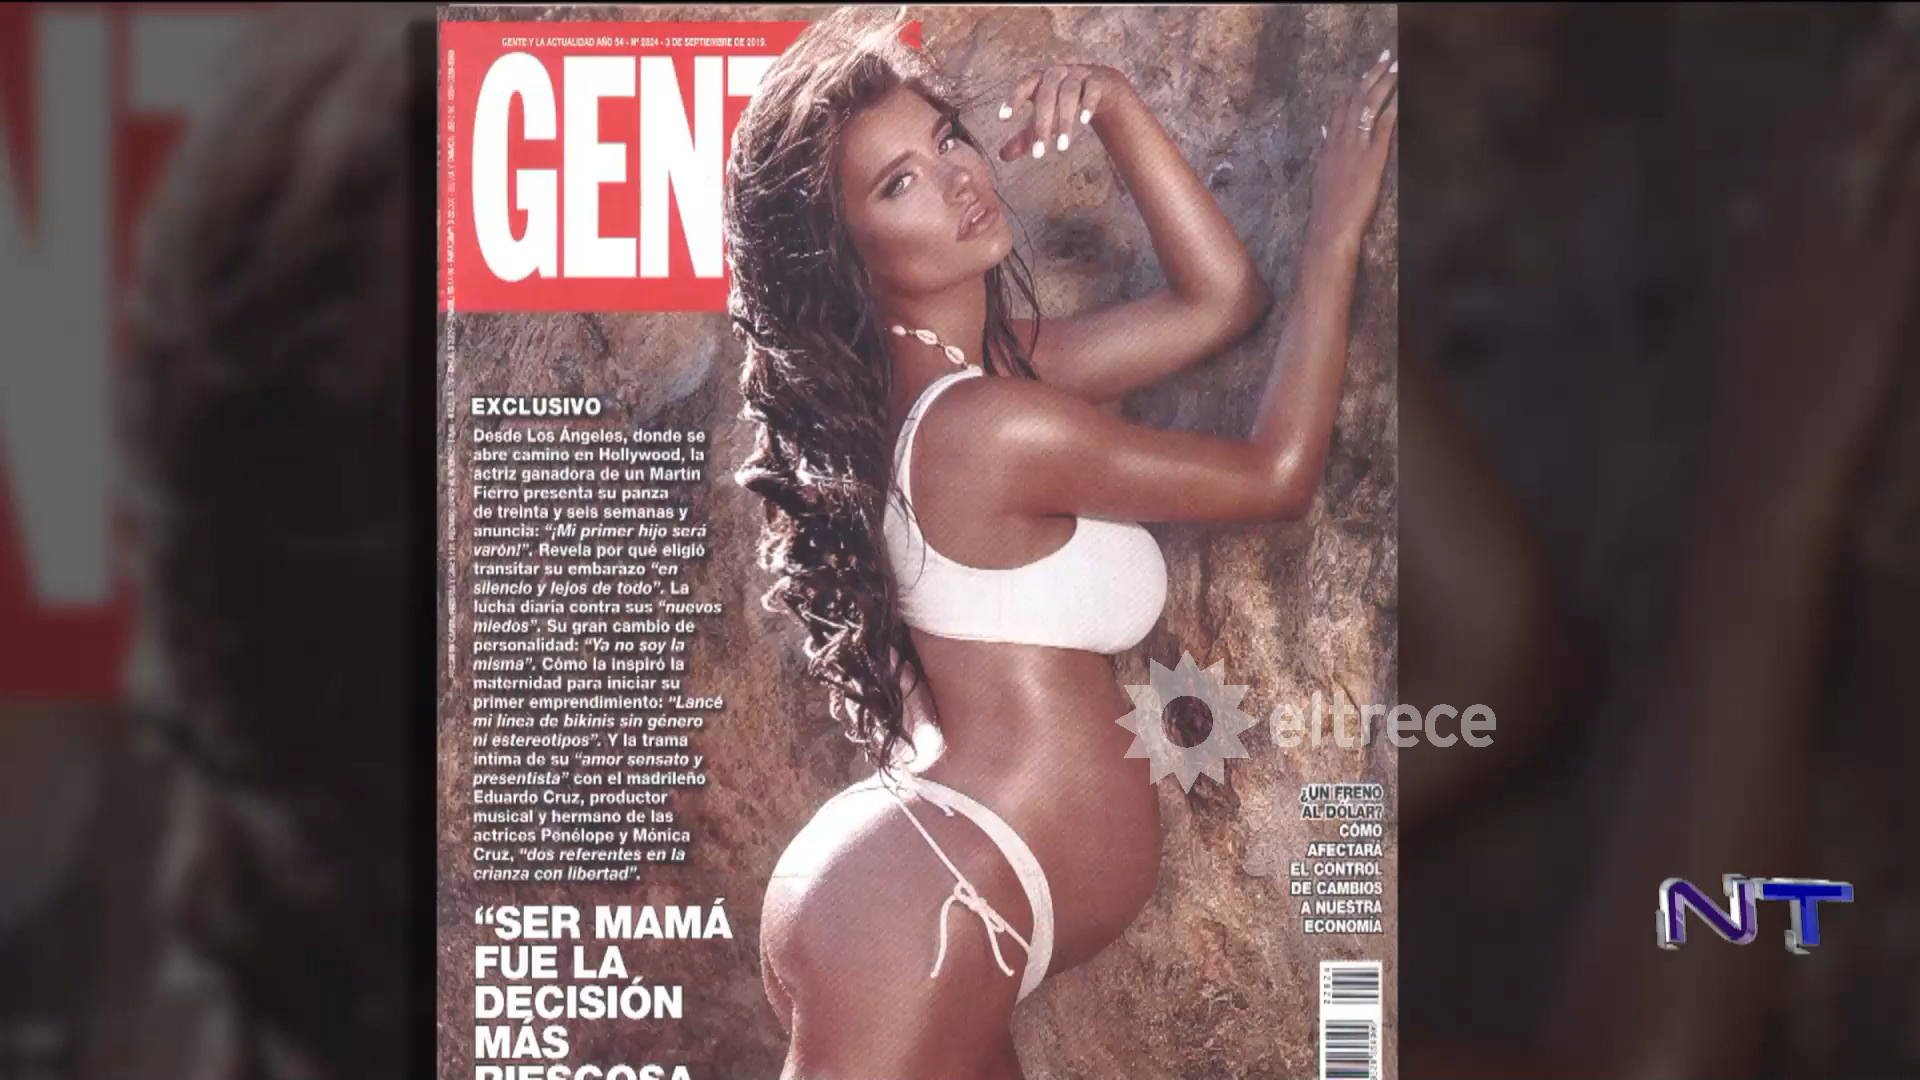 GENTE Y LA ACTUALIDAD AÑO 54 - Nº 2824 - 3 DE SEPTIEMBRE DE 2019.
GEN
EXCLUSIVO
Desde Los Ángeles, donde se
abre camino en Hollywood, la
actriz ganadora de un Martín
Fierro presenta su panza
de treinta y seis semanas y
anuncia: “¡Mi primer hijo será
varón!”. Revela por qué eligió
transitar su embarazo “en
silencio y lejos de todo”. La
lucha diaria contra sus “nuevos
miedos”. Su gran cambio de
personalidad: “Ya no soy la
misma”. Cómo la inspiró la
maternidad para iniciar su
primer emprendimiento: “Lancé
mi línea de bikinis sin género
ni estereotipos”. Y la trama
íntima de su “amor sensato y
presentista” con el madrileño
Eduardo Cruz, productor
musical y hermano de las
actrices Penélope y Mónica
Cruz, “dos referentes en la
crianza con libertad”.
“SER MAMÁ
FUE LA
DECISIÓN
MÁS
RIESGOSA
eltrece
¿UN FRENO
AL DÓLAR?
CÓMO
AFECTARÁ
EL CONTROL
DE CAMBIOS
A NUESTRA
ECONOMÍA
22824
NT